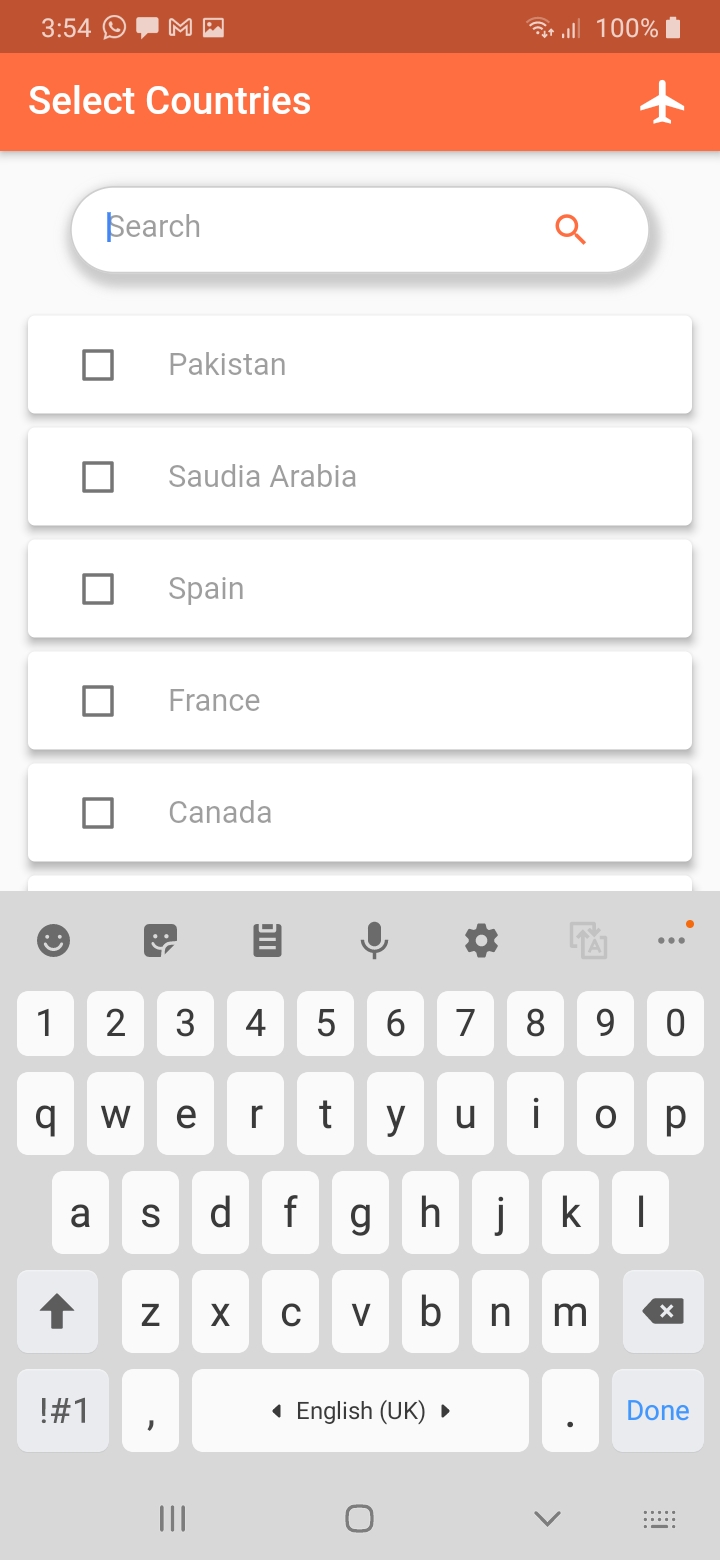 3:54 100%
Select Countries
Search
Pakistan
Saudia Arabia
Spain
France
Canada
1 2 3 4 5 6 7 8 9 0
q w e r t y u i o p
a s d f g h j k l
z x c v b n m
!#1 , English (UK) . Done